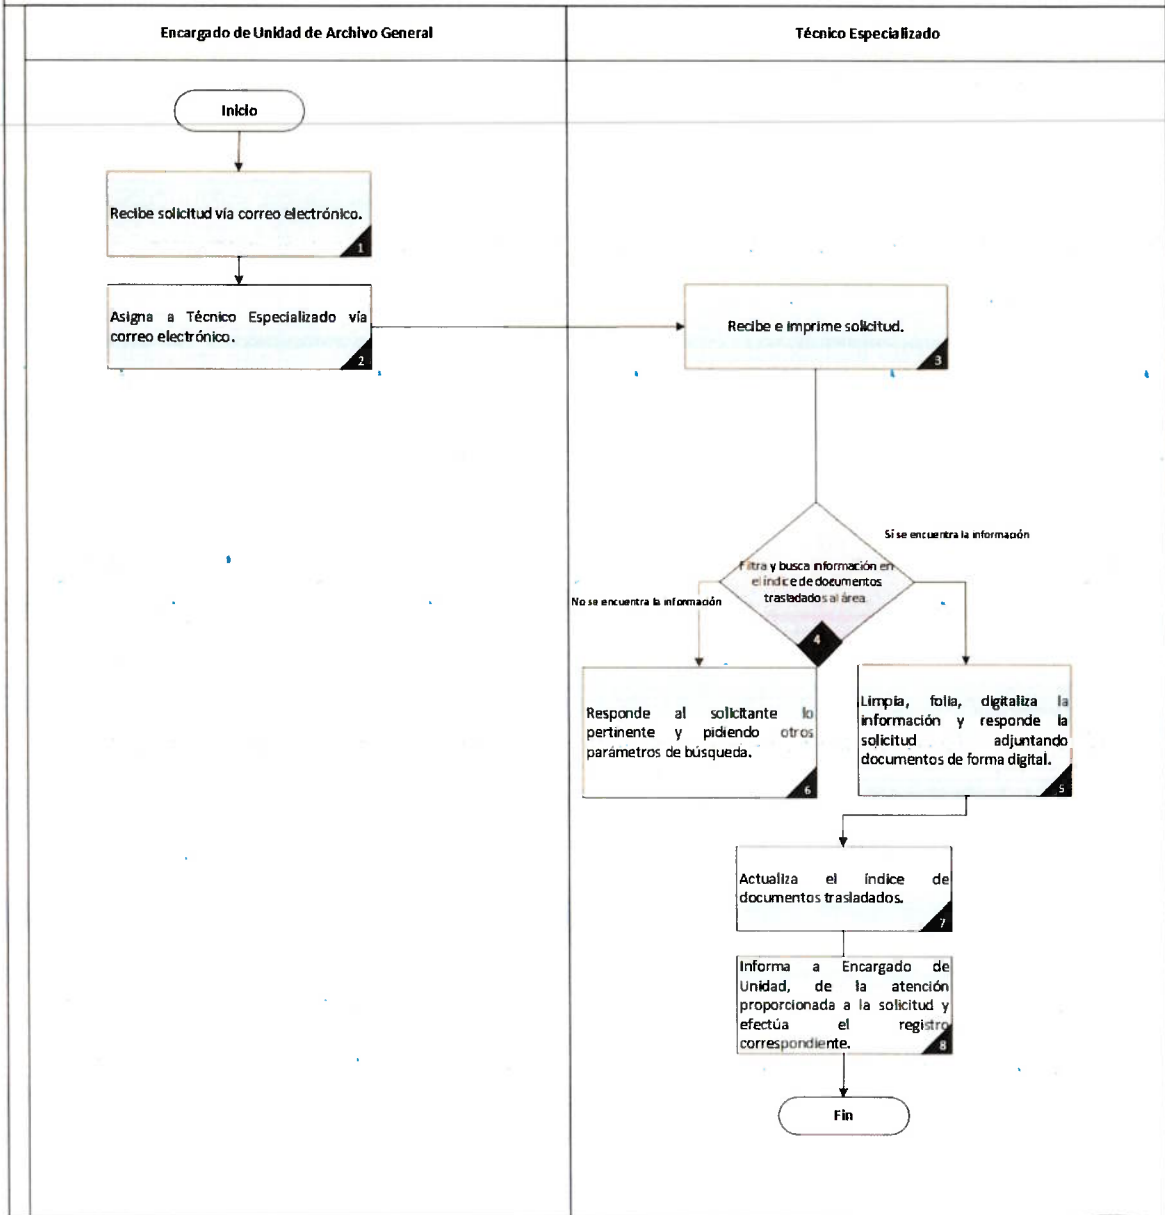 Encargado de Unidad de Archivo General
Técnico Especializado
Inicio
Recibe solicitud vía correo electrónico.
1
Asigna a Técnico Especializado vía
correo electrónico.
2
Recibe e imprime solicitud.
3
Sí se encuentra la información
Filtra y busca información en
el índice de documentos
trasladados al área.
4
No se encuentra la información
Responde al solicitante lo
pertinente y pidiendo otros
parámetros de búsqueda.
6
Limpia, folia, digitaliza la
información y responde la
solicitud adjuntando
documentos de forma digital.
5
Actualiza el índice de
documentos trasladados.
7
Informa a Encargado de
Unidad, de la atención
proporcionada a la solicitud y
efectúa el registro
correspondiente.
8
Fin